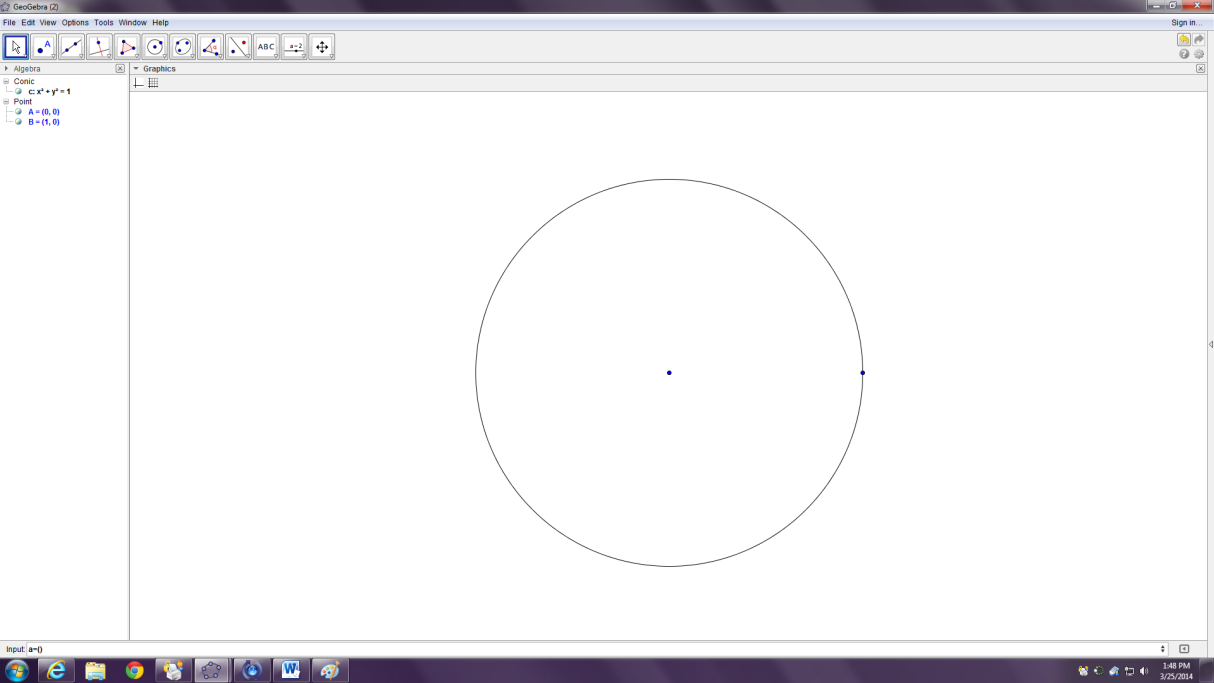 GeoGebra (2)
File Edit View Options Tools Window Help
Sign in...
A
ABC
a=2
Algebra
Graphics
Conic
c: x² + y² = 1
Point
A = (0, 0)
B = (1, 0)
Input: a=()
1:48 PM
3/25/2014